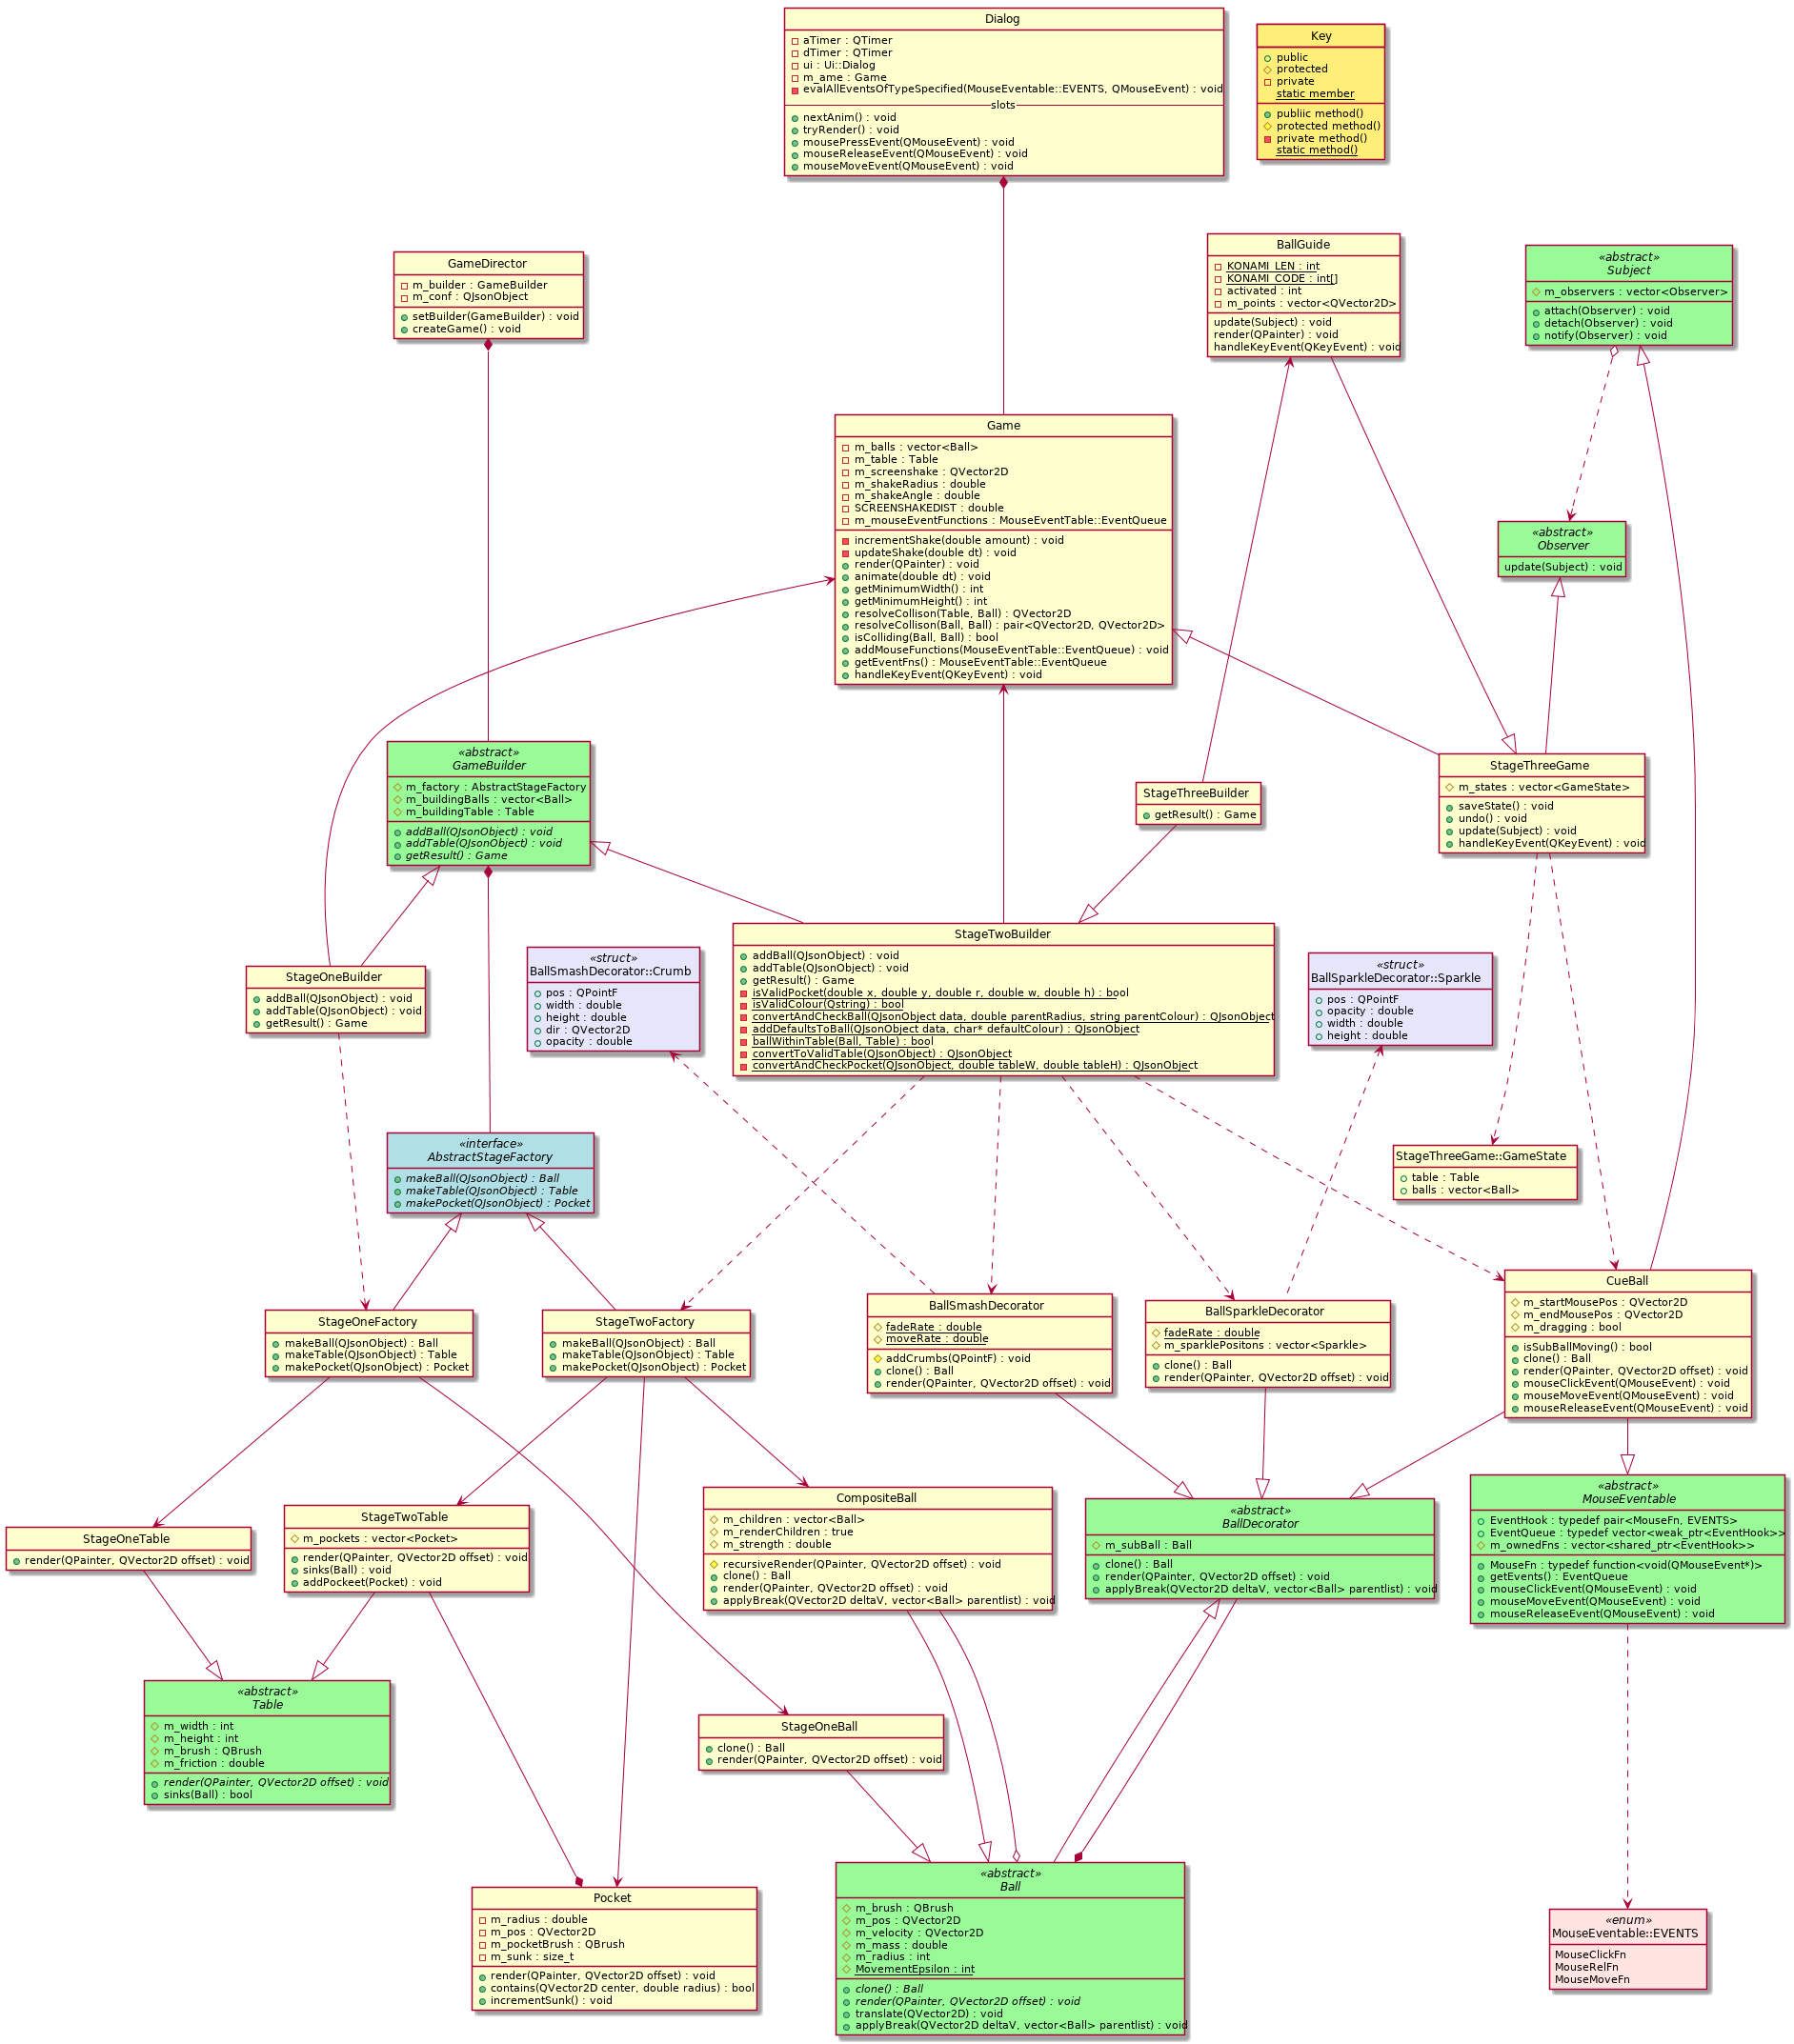 Dialog
aTimer : QTimer
dTimer : QTimer
ui : Ui::Dialog
m_ame : Game
evalAllEventsOfTypeSpecified(MouseEventable::EVENTS, QMouseEvent) : void
slots
nextAnim() : void
tryRender() : void
mousePressEvent(QMouseEvent) : void
mouseReleaseEvent(QMouseEvent) : void
mouseMoveEvent(QMouseEvent) : void
Key
public
protected
private
static member
publiic method()
protected method()
private method()
static method()
GameDirector
m_builder : GameBuilder
m_conf : QJsonObject
setBuilder(GameBuilder) : void
createGame() : void
BallGuide
KONAMI_LEN : int
KONAMI_CODE : int[]
activated : int
m_points : vector<QVector2D>
update(Subject) : void
render(QPainter) : void
handleKeyEvent(QKeyEvent) : void
«abstract»
Subject
m_observers : vector<Observer>
attach(Observer) : void
detach(Observer) : void
notify(Observer) : void
Game
m_balls : vector<Ball>
m_table : Table
m_screenshake : QVector2D
m_shakeRadius : double
m_shakeAngle : double
SCREENSHAKEDIST : double
m_mouseEventFunctions : MouseEventTable::EventQueue
incrementShake(double amount) : void
updateShake(double dt) : void
render(QPainter) : void
animate(double dt) : void
getMinimumWidth() : int
getMinimumHeight() : int
resolveCollison(Table, Ball) : QVector2D
resolveCollison(Ball, Ball) : pair<QVector2D, QVector2D>
isColliding(Ball, Ball) : bool
addMouseFunctions(MouseEventTable::EventQueue) : void
getEventFns() : MouseEventTable::EventQueue
handleKeyEvent(QKeyEvent) : void
«abstract»
Observer
update(Subject) : void
«abstract»
GameBuilder
m_factory : AbstractStageFactory
m_buildingBalls : vector<Ball>
m_buildingTable : Table
addBall(QJsonObject) : void
addTable(QJsonObject) : void
getResult() : Game
StageThreeBuilder
getResult() : Game
StageThreeGame
m_states : vector<GameState>
saveState() : void
undo() : void
update(Subject) : void
handleKeyEvent(QKeyEvent) : void
StageOneBuilder
addBall(QJsonObject) : void
addTable(QJsonObject) : void
getResult() : Game
«struct»
BallSmashDecorator::Crumb
pos : QPointF
width : double
height : double
dir : QVector2D
opacity : double
StageTwoBuilder
addBall(QJsonObject) : void
addTable(QJsonObject) : void
getResult() : Game
isValidPocket(double x, double y, double r, double w, double h) : bool
isValidColour(Qstring) : bool
convertAndCheckBall(QJsonObject data, double parentRadius, string parentColour) : QJsonObject
addDefaultsToBall(QJsonObject data, char* defaultColour) : QJsonObject
ballWithinTable(Ball, Table) : bool
convertToValidTable(QJsonObject) : QJsonObject
convertAndCheckPocket(QJsonObject, double tableW, double tableH) : QJsonObject
«struct»
BallSparkleDecorator::Sparkle
pos : QPointF
opacity : double
width : double
height : double
«interface»
AbstractStageFactory
makeBall(QJsonObject) : Ball
makeTable(QJsonObject) : Table
makePocket(QJsonObject) : Pocket
StageThreeGame::GameState
table : Table
balls : vector<Ball>
StageOneFactory
makeBall(QJsonObject) : Ball
makeTable(QJsonObject) : Table
makePocket(QJsonObject) : Pocket
StageTwoFactory
makeBall(QJsonObject) : Ball
makeTable(QJsonObject) : Table
makePocket(QJsonObject) : Pocket
BallSmashDecorator
fadeRate : double
moveRate : double
addCrumbs(QPointF) : void
clone() : Ball
render(QPainter, QVector2D offset) : void
BallSparkleDecorator
fadeRate : double
m_sparklePositons : vector<Sparkle>
clone() : Ball
render(QPainter, QVector2D offset) : void
CueBall
m_startMousePos : QVector2D
m_endMousePos : QVector2D
m_dragging : bool
isSubBallMoving() : bool
clone() : Ball
render(QPainter, QVector2D offset) : void
mouseClickEvent(QMouseEvent) : void
mouseMoveEvent(QMouseEvent) : void
mouseReleaseEvent(QMouseEvent) : void
StageOneTable
render(QPainter, QVector2D offset) : void
StageTwoTable
m_pockets : vector<Pocket>
render(QPainter, QVector2D offset) : void
sinks(Ball) : void
addPockeet(Pocket) : void
CompositeBall
m_children : vector<Ball>
m_renderChildren : true
m_strength : double
recursiveRender(QPainter, QVector2D offset) : void
clone() : Ball
render(QPainter, QVector2D offset) : void
applyBreak(QVector2D deltaV, vector<Ball> parentlist) : void
«abstract»
BallDecorator
m_subBall : Ball
clone() : Ball
render(QPainter, QVector2D offset) : void
applyBreak(QVector2D deltaV, vector<Ball> parentlist) : void
«abstract»
MouseEventable
EventHook : typedef pair<MouseFn, EVENTS>
EventQueue : typedef vector<weak_ptr<EventHook>>
m_ownedFns : vector<shared_ptr<EventHook>>
MouseFn : typedef function<void(QMouseEvent*)>
getEvents() : EventQueue
mouseClickEvent(QMouseEvent) : void
mouseMoveEvent(QMouseEvent) : void
mouseReleaseEvent(QMouseEvent) : void
«abstract»
Table
m_width : int
m_height : int
m_brush : QBrush
m_friction : double
render(QPainter, QVector2D offset) : void
sinks(Ball) : bool
StageOneBall
clone() : Ball
render(QPainter, QVector2D offset) : void
Pocket
m_radius : double
m_pos : QVector2D
m_pocketBrush : QBrush
m_sunk : size_t
render(QPainter, QVector2D offset) : void
contains(QVector2D center, double radius) : bool
incrementSunk() : void
«abstract»
Ball
m_brush : QBrush
m_pos : QVector2D
m_velocity : QVector2D
m_mass : double
m_radius : int
MovementEpsilon : int
clone() : Ball
render(QPainter, QVector2D offset) : void
translate(QVector2D) : void
applyBreak(QVector2D deltaV, vector<Ball> parentlist) : void
«enum»
MouseEventable::EVENTS
MouseClickFn
MouseRelFn
MouseMoveFn